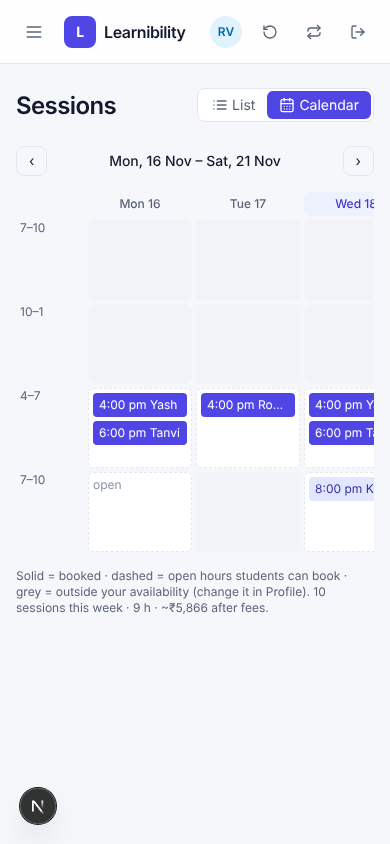 L Learnibility RV
Sessions List Calendar
‹ Mon, 16 Nov – Sat, 21 Nov ›
Mon 16 Tue 17 Wed 18
7–10
10–1
4–7 4:00 pm Yash 4:00 pm Ro... 4:00 pm
6:00 pm Tanvi 6:00 pm
7–10 open 8:00 pm K
Solid = booked · dashed = open hours students can book ·
grey = outside your availability (change it in Profile). 10
sessions this week · 9 h · ~₹5,866 after fees.
N